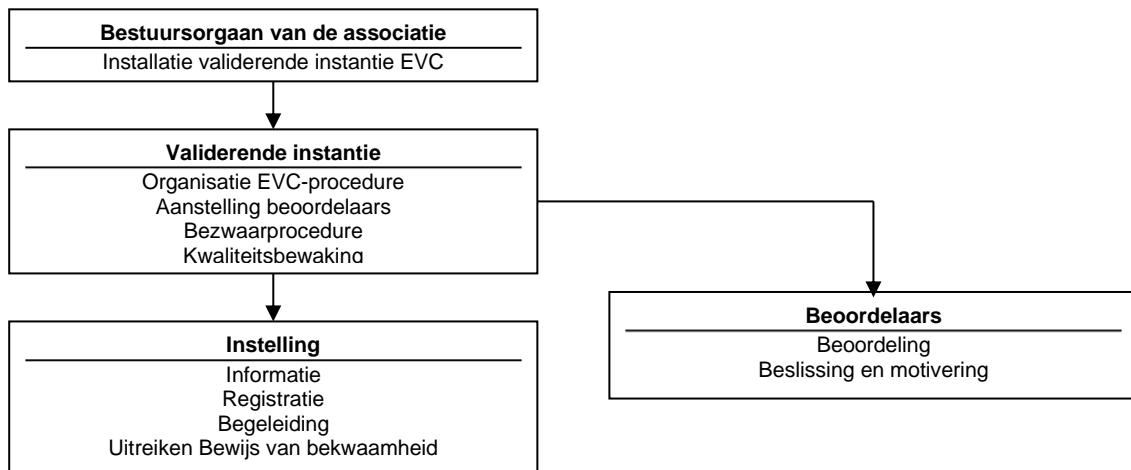 Bestuursorgaan van de associatie
Installatie validerende instantie EVC
Validerende instantie
Organisatie EVC-procedure
Aanstelling beoordelaars
Bezwaarprocedure
Kwaliteitsbewaking
Instelling
Informatie
Registratie
Begeleiding
Uitreiken Bewijs van bekwaamheid
Beoordelaars
Beoordeling
Beslissing en motivering